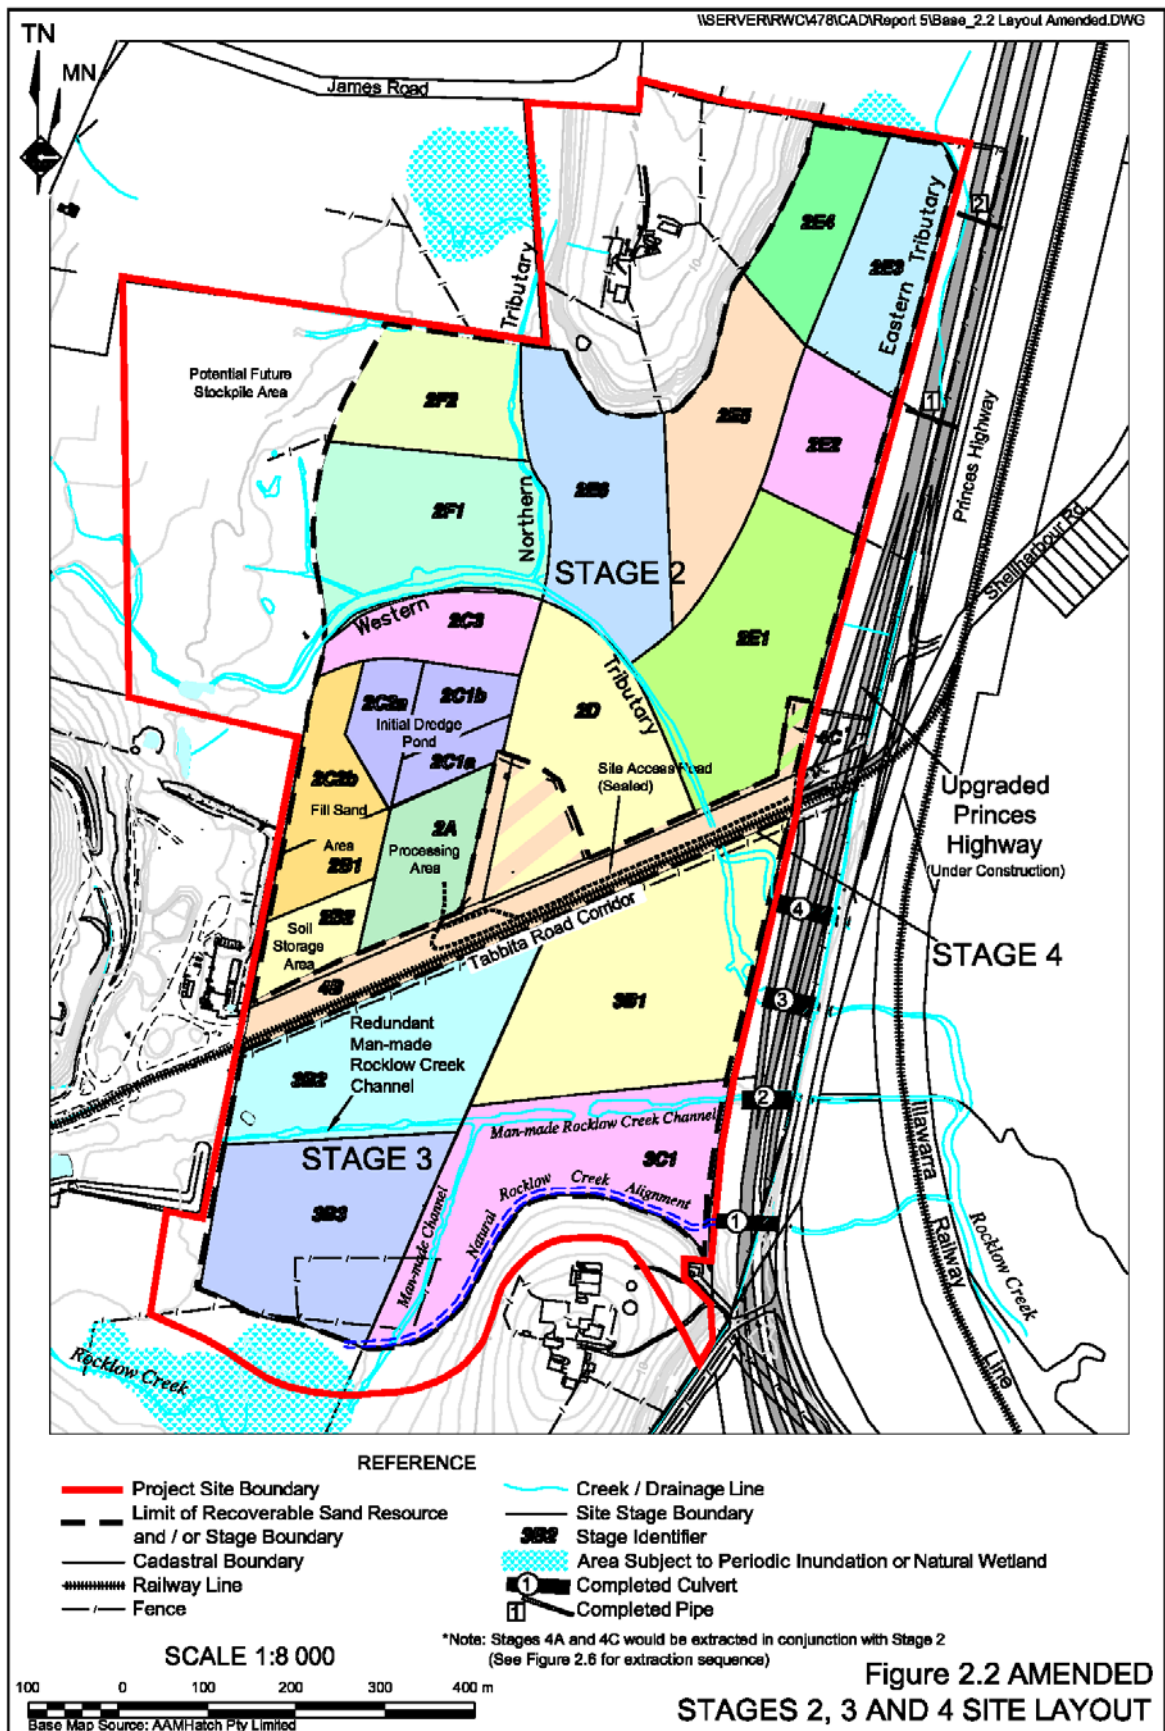 \\SERVER\RWC\478\CAD\Report 5\Base_2.2 Layout Amended.DWG
TN
MN
James Road
Tributary
2E4
2E3
Eastern Tributary
2
1
Princes Highway
Shellharbour Rd.
Potential Future
Stockpile Area
2F2
2E5
2E2
2F1
Northern
2E6
STAGE 2
Western
2C3
2E1
Tributary
2D
2C2a
2C1b
Initial Dredge
Pond
2C1a
Site Access Road
(Sealed)
4C
2C2b
Fill Sand
Area
2B1
2A
Processing
Area
Upgraded
Princes
Highway
(Under Construction)
2B2
Soil
Storage
Area
Tabbita Road Corridor
4
STAGE 4
4B
3B1
3
Redundant
Man-made
Rocklow Creek
Channel
3B2
2
Man-made Rocklow Creek Channel
STAGE 3
3C1
Natural Rocklow Creek Alignment
Man-made Channel
1
3B3
Illawarra Railway Line
Rocklow Creek
Rocklow Creek
10
REFERENCE
Project Site Boundary
Limit of Recoverable Sand Resource
and / or Stage Boundary
Cadastral Boundary
Railway Line
Fence
Creek / Drainage Line
Site Stage Boundary
3B2 Stage Identifier
Area Subject to Periodic Inundation or Natural Wetland
1 Completed Culvert
1 Completed Pipe
*Note: Stages 4A and 4C would be extracted in conjunction with Stage 2
(See Figure 2.6 for extraction sequence)
SCALE 1:8 000
100 0 100 200 300 400 m
Base Map Source: AAMHatch Pty Limited
Figure 2.2 AMENDED
STAGES 2, 3 AND 4 SITE LAYOUT